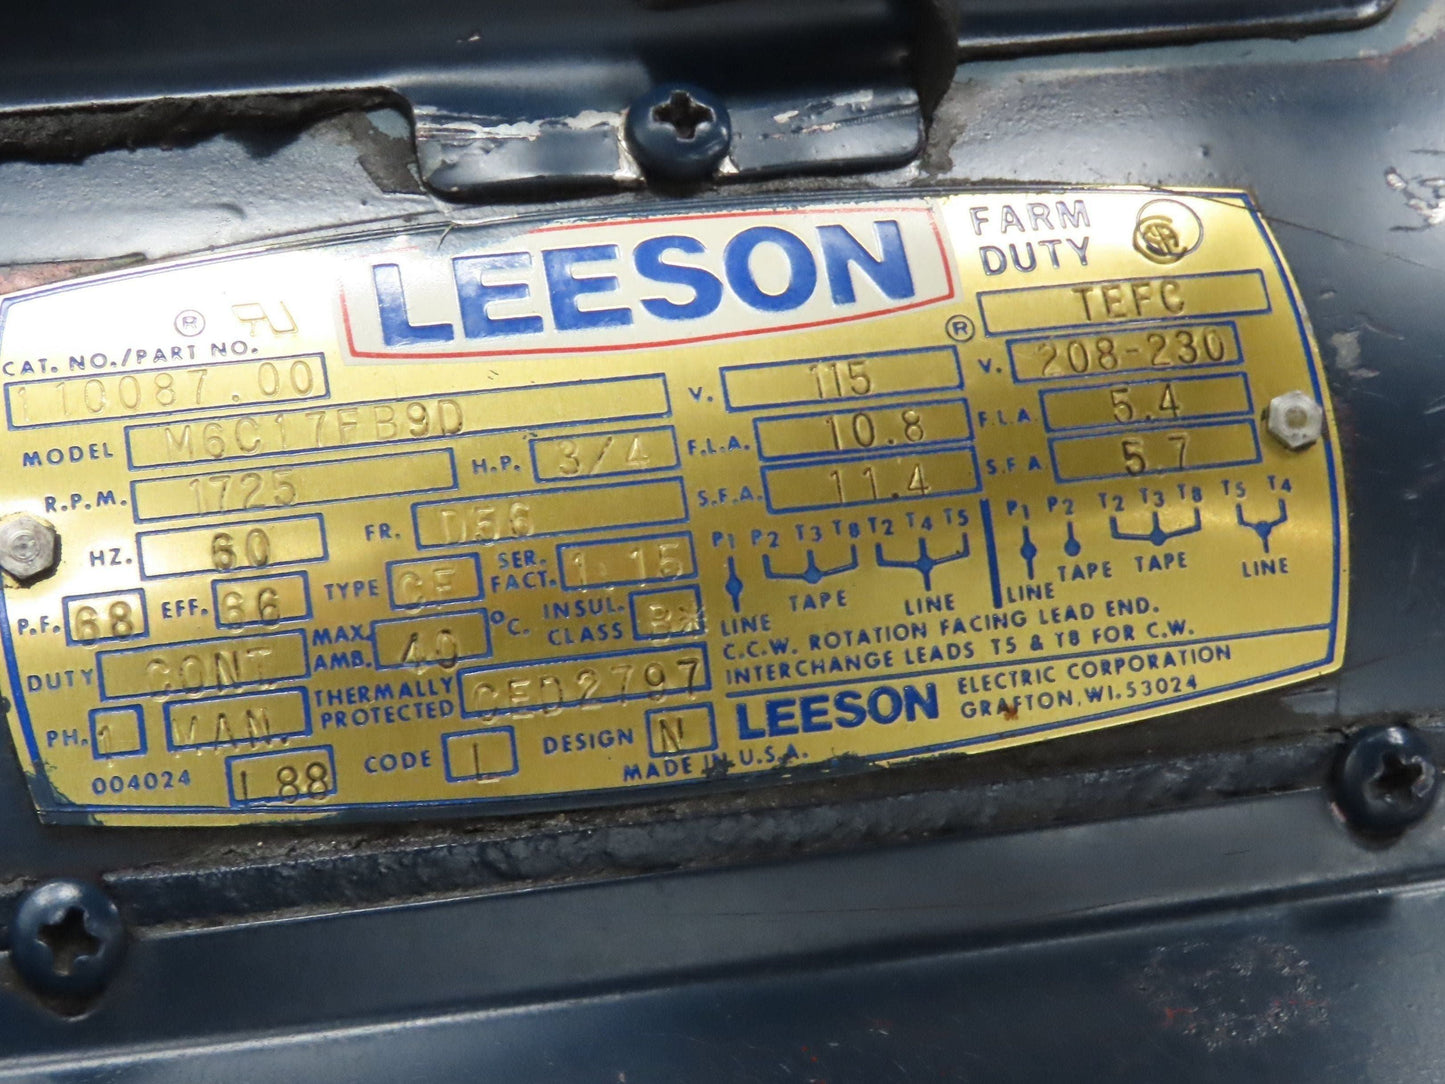 LEESON ®
FARM DUTY
TEFC
CAT. NO./PART NO.
110087.00
MODEL M6C17FB9D
R.P.M. 1725 H.P. 3/4
HZ. 60 FR. D56
P.F. 68 EFF. 66 TYPE CF SER. FACT. 1.15
DUTY CONT MAX. AMB. 40 °C. INSUL. CLASS B*
PH. 1 MAN. THERMALLY PROTECTED CED2797
004024 L88 CODE L DESIGN N
MADE IN U.S.A.
V. 115 V. 208-230
F.L.A. 10.8 F.L.A. 5.4
S.F.A. 11.4 S.F.A 5.7
P1 P2 T3 T8 T2 T4 T5 P1 P2 T2 T3 T8 T5 T4
LINE TAPE LINE LINE TAPE TAPE LINE
C.C.W. ROTATION FACING LEAD END.
INTERCHANGE LEADS T5 & T8 FOR C.W.
LEESON ELECTRIC CORPORATION
GRAFTON, WI. 53024